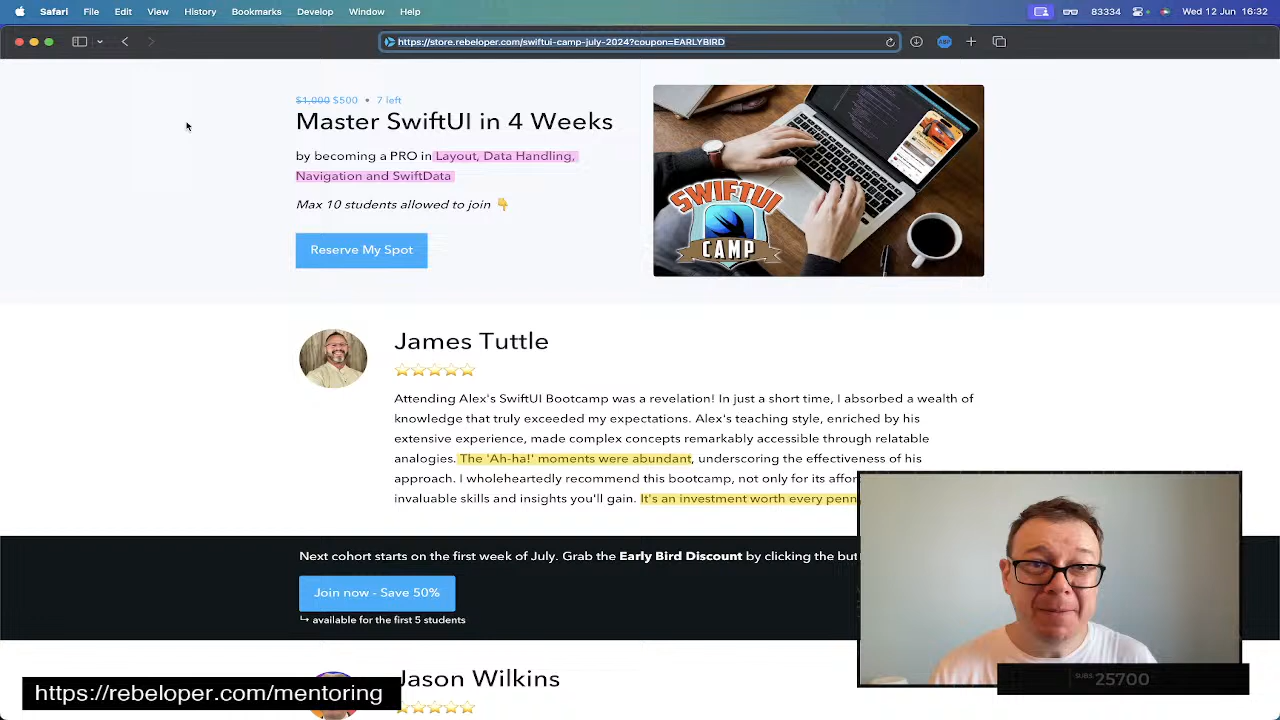 Safari File Edit View History Bookmarks Develop Window Help 83334 Wed 12 Jun 16:32
https://store.rebeloper.com/swiftui-camp-july-2024?coupon=EARLYBIRD ABP
$1,000 $500 • 7 left
Master SwiftUI in 4 Weeks
by becoming a PRO in Layout, Data Handling,
Navigation and SwiftData
Max 10 students allowed to join 👇
Reserve My Spot
SWIFTUI
CAMP
James Tuttle
⭐⭐⭐⭐⭐
Attending Alex's SwiftUI Bootcamp was a revelation! In just a short time, I absorbed a wealth of
knowledge that truly exceeded my expectations. Alex's teaching style, enriched by his
extensive experience, made complex concepts remarkably accessible through relatable
analogies. The 'Ah-ha!' moments were abundant, underscoring the effectiveness of his
approach. I wholeheartedly recommend this bootcamp, not only for its affor
invaluable skills and insights you'll gain. It's an investment worth every penn
Next cohort starts on the first week of July. Grab the Early Bird Discount by clicking the but
Join now - Save 50%
↪ available for the first 5 students
Jason Wilkins
⭐⭐⭐⭐⭐
https://rebeloper.com/mentoring
SUBS 25700